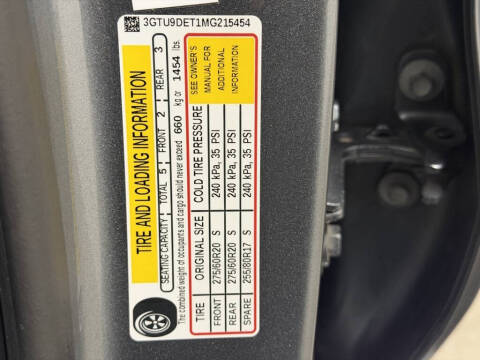 3GTU9DET1MG215454
TIRE AND LOADING INFORMATION
SEATING CAPACITY TOTAL 5 FRONT 2 REAR 3
The combined weight of occupants and cargo should never exceed 660 kg or 1454 lbs.
TIRE ORIGINAL SIZE COLD TIRE PRESSURE
FRONT 275/60R20 S 240 kPa, 35 PSI
REAR 275/60R20 S 240 kPa, 35 PSI
SPARE 255/80R17 S 240 kPa, 35 PSI
SEE OWNER'S
MANUAL FOR
ADDITIONAL
INFORMATION